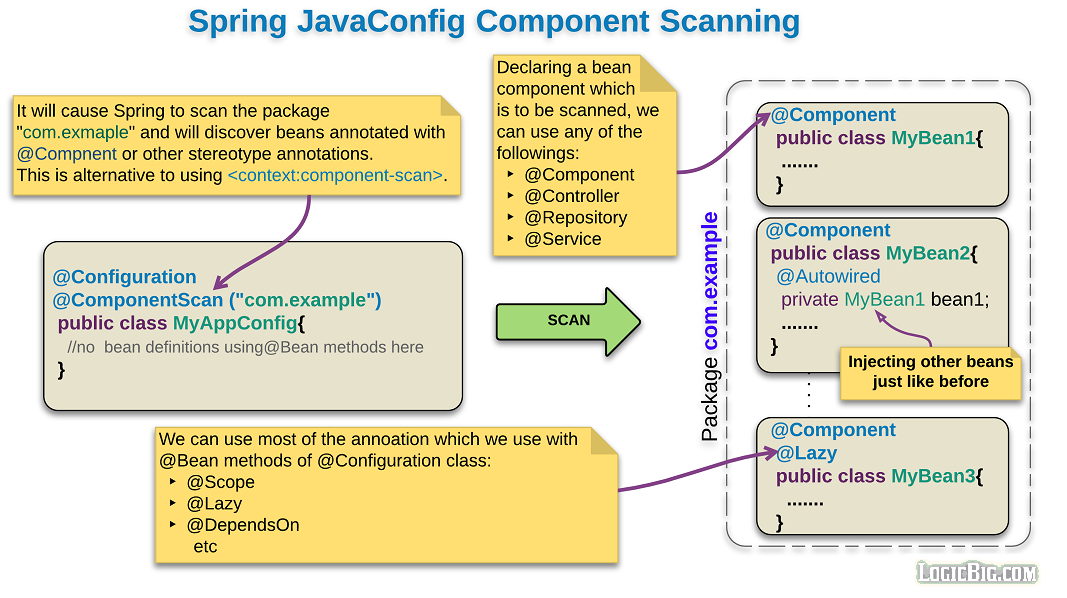 Spring JavaConfig Component Scanning
It will cause Spring to scan the package
"com.exmaple" and will discover beans annotated with
@Compnent or other stereotype annotations.
This is alternative to using <context:component-scan>.
@Configuration
@ComponentScan ("com.example")
public class MyAppConfig{
//no bean definitions using@Bean methods here
}
Declaring a bean
component which
is to be scanned, we
can use any of the
followings:
‣ @Component
‣ @Controller
‣ @Repository
‣ @Service
SCAN
Package com.example
@Component
public class MyBean1{
.......
}
@Component
public class MyBean2{
@Autowired
private MyBean1 bean1;
.......
}
Injecting other beans
just like before
@Component
@Lazy
public class MyBean3{
.......
}
We can use most of the annoation which we use with
@Bean methods of @Configuration class:
‣ @Scope
‣ @Lazy
‣ @DependsOn
etc
LogicBig.com